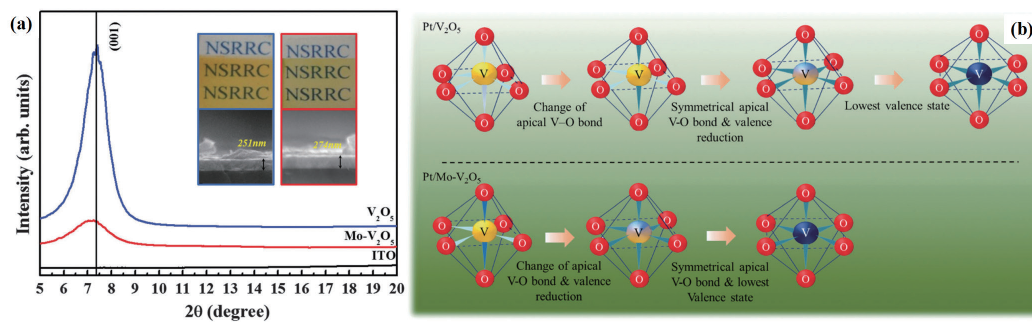 (a)
(001)
NSRRC
NSRRC
NSRRC
NSRRC
NSRRC
NSRRC
251nm
274nm
V₂O₅
Mo-V₂O₅
ITO
Intensity (arb. units)
5 6 7 8 9 10 11 12 13 14 15 16 17 18 19 20
2θ (degree)
(b)
Pt/V₂O₅
O O O O O O V
O O O O O O V
O O O O O O V
O O O O O O V
Change of
apical V–O bond
Symmetrical apical
V-O bond & valence
reduction
Lowest valence state
Pt/Mo-V₂O₅
O O O O O O V
O O O O O O V
O O O O O O V
Change of apical
V-O bond & valence
reduction
Symmetrical apical
V-O bond & lowest
Valence state